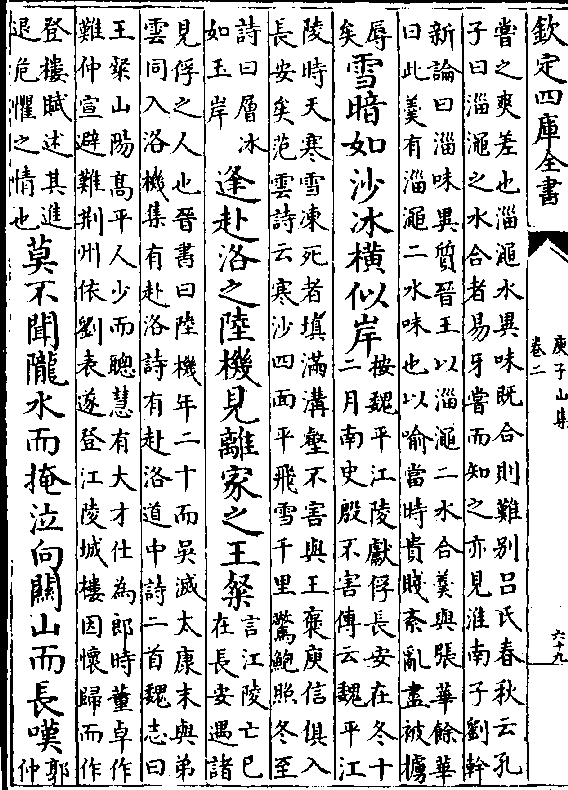 欽定四庫全書
庾子山集
卷二
六十九
嘗之爽差也淄澠水異味既合則難別吕氏春秋云孔
子曰淄澠之水合者易牙嘗而知之亦見淮南子劉幹
新論曰淄味異質晉王以淄澠二水合羮與張華餘華
曰此羮有淄澠二水味也以喻當時貴賤紊亂盡被擄
辱
矣
雪暗如沙冰橫似岸
按魏平江陵獻俘長安在冬十
二月南史殷不害傳云魏平江
陵時天寒雪凍死者填滿溝壑不害與王襃庾信俱入
長安矣范雲詩云寒沙四面平飛雪千里驚鮑照冬至
詩曰層冰
如玉岸
逢赴洛之陸機見離家之王粲
言江陵亡已
在長安遇諸
見俘之人也晉書曰陸機年二十而吳滅太康末與弟
雲同入洛機集有赴洛詩有赴洛道中詩二首魏志曰
王粲山陽髙平人少而聰慧有大才仕為郎時董卓作
難仲宣避難荆州依劉表遂登江陵城樓因懷歸而作
登樓賦述其進
退危懼之情也
莫不聞隴水而掩泣向關山而長嘆
郭
仲